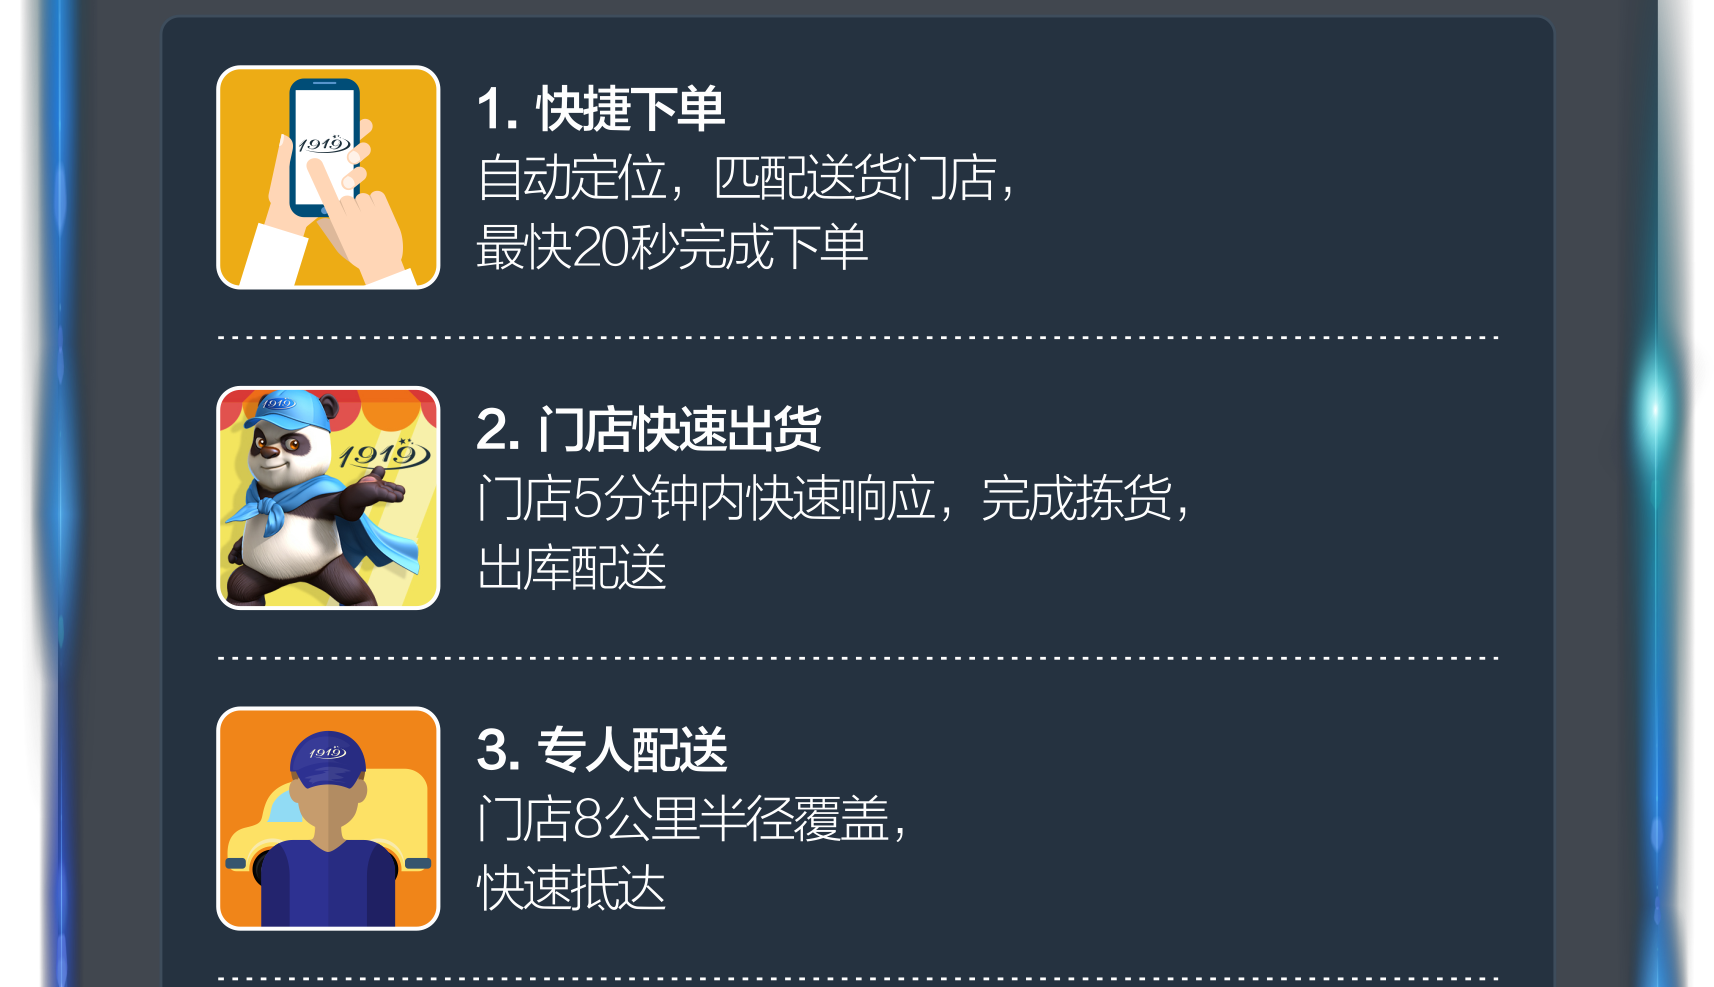 1919
1. 快捷下单
自动定位，匹配送货门店，
最快20秒完成下单
1919
1919
2. 门店快速出货
门店5分钟内快速响应，完成拣货，
出库配送
1919
3. 专人配送
门店8公里半径覆盖，
快速抵达